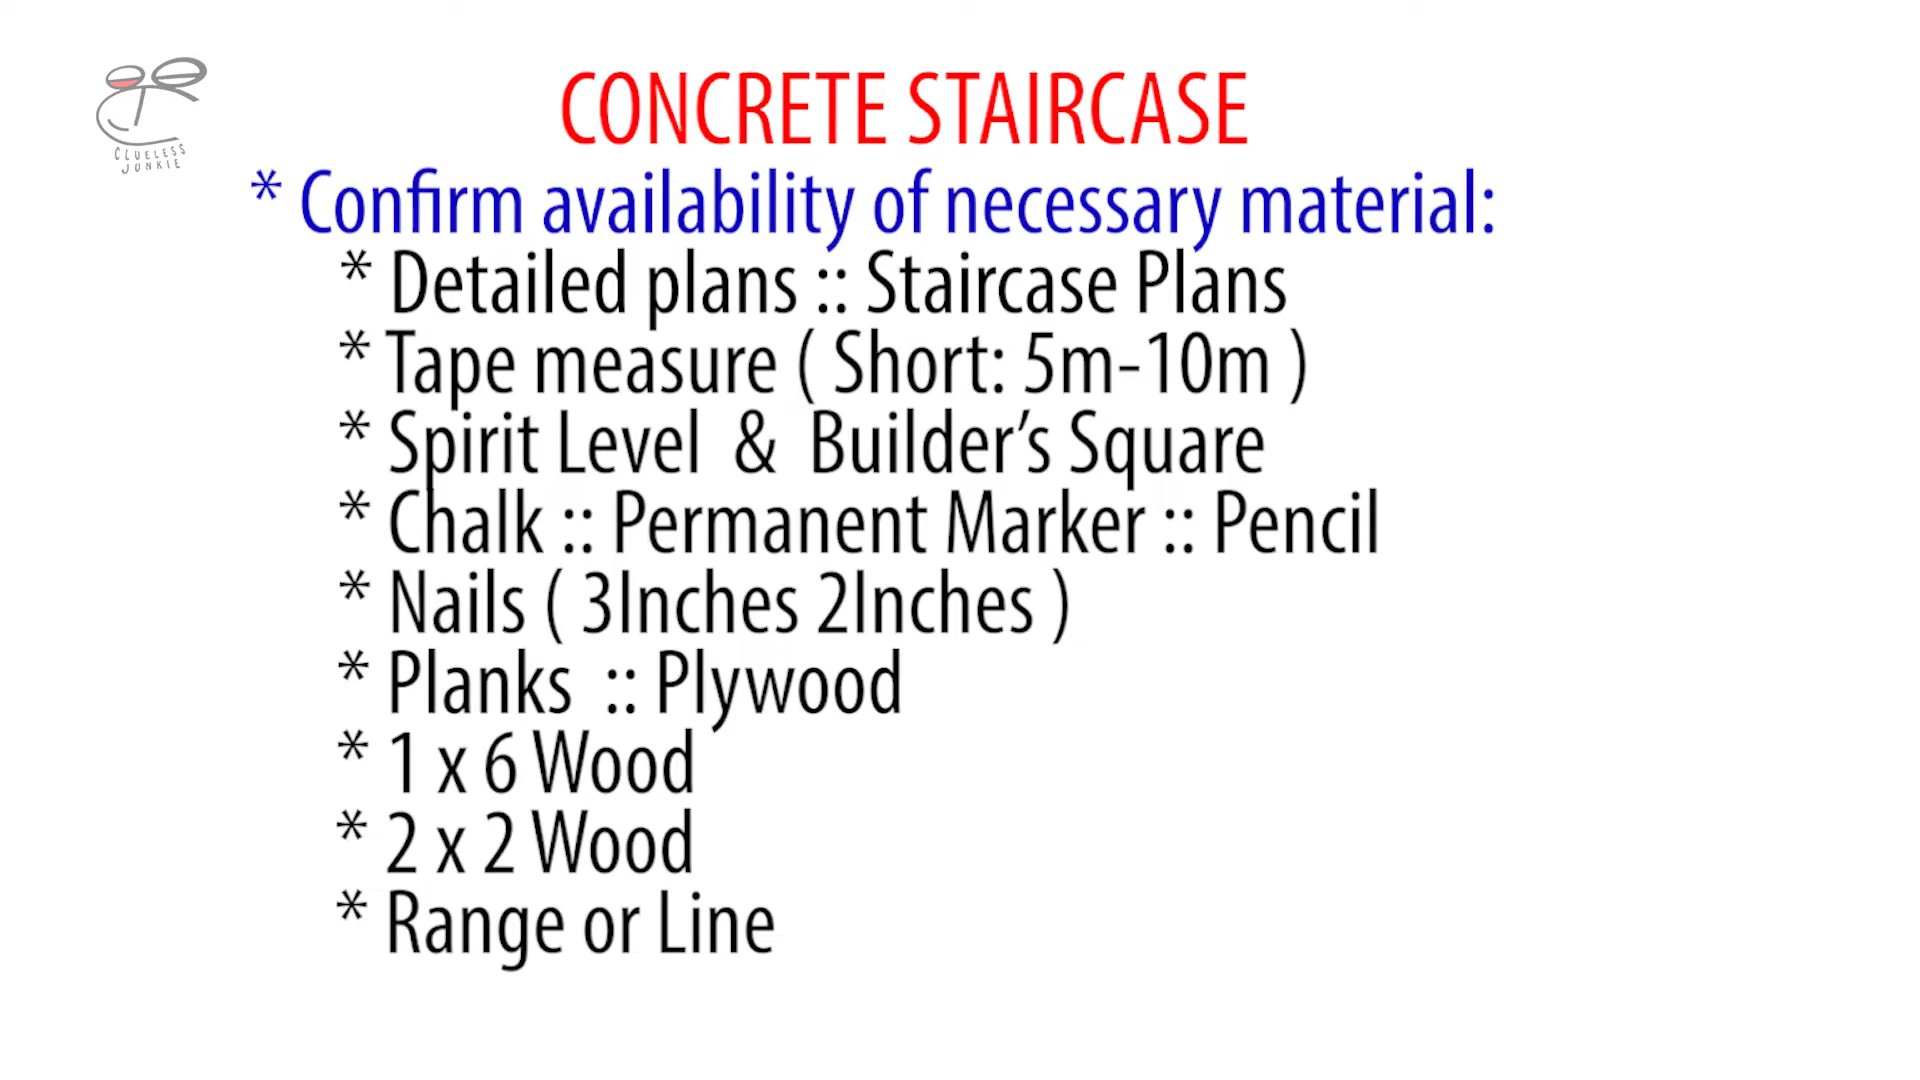 CLUELESS
JUNKIE
CONCRETE STAIRCASE
* Confirm availability of necessary material:
* Detailed plans :: Staircase Plans
* Tape measure ( Short: 5m-10m )
* Spirit Level & Builder’s Square
* Chalk :: Permanent Marker :: Pencil
* Nails ( 3Inches 2Inches )
* Planks :: Plywood
* 1 x 6 Wood
* 2 x 2 Wood
* Range or Line